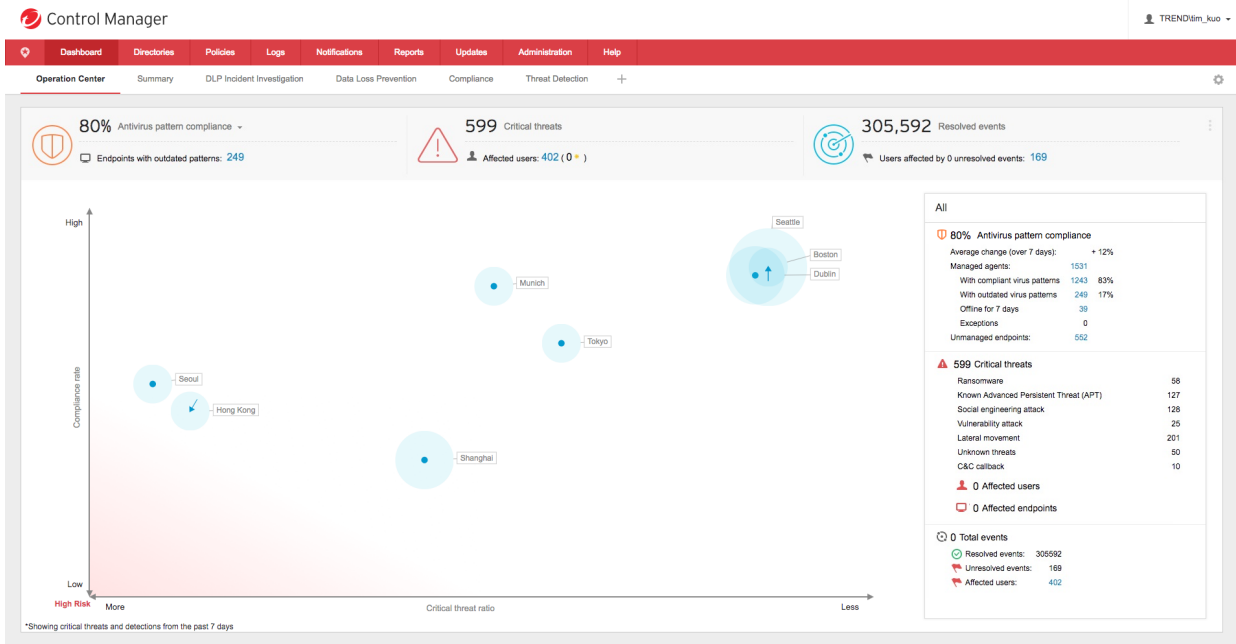 Control Manager
TREND\tim_kuo
Dashboard Directories Policies Logs Notifications Reports Updates Administration Help
Operation Center Summary DLP Incident Investigation Data Loss Prevention Compliance Threat Detection +
80% Antivirus pattern compliance
Endpoints with outdated patterns: 249
599 Critical threats
Affected users: 402 ( 0 )
305,592 Resolved events
Users affected by 0 unresolved events: 169
High
Seattle
Boston
Dublin
Munich
Tokyo
Seoul
Hong Kong
Shanghai
Compliance rate
Low
High Risk
More
Critical threat ratio
Less
*Showing critical threats and detections from the past 7 days
All
80% Antivirus pattern compliance
Average change (over 7 days): + 12%
Managed agents: 1531
With compliant virus patterns 1243 83%
With outdated virus patterns 249 17%
Offline for 7 days 39
Exceptions 0
Unmanaged endpoints: 552
599 Critical threats
Ransomware 58
Known Advanced Persistent Threat (APT) 127
Social engineering attack 128
Vulnerability attack 25
Lateral movement 201
Unknown threats 50
C&C callback 10
0 Affected users
0 Affected endpoints
0 Total events
Resolved events: 305592
Unresolved events: 169
Affected users: 402